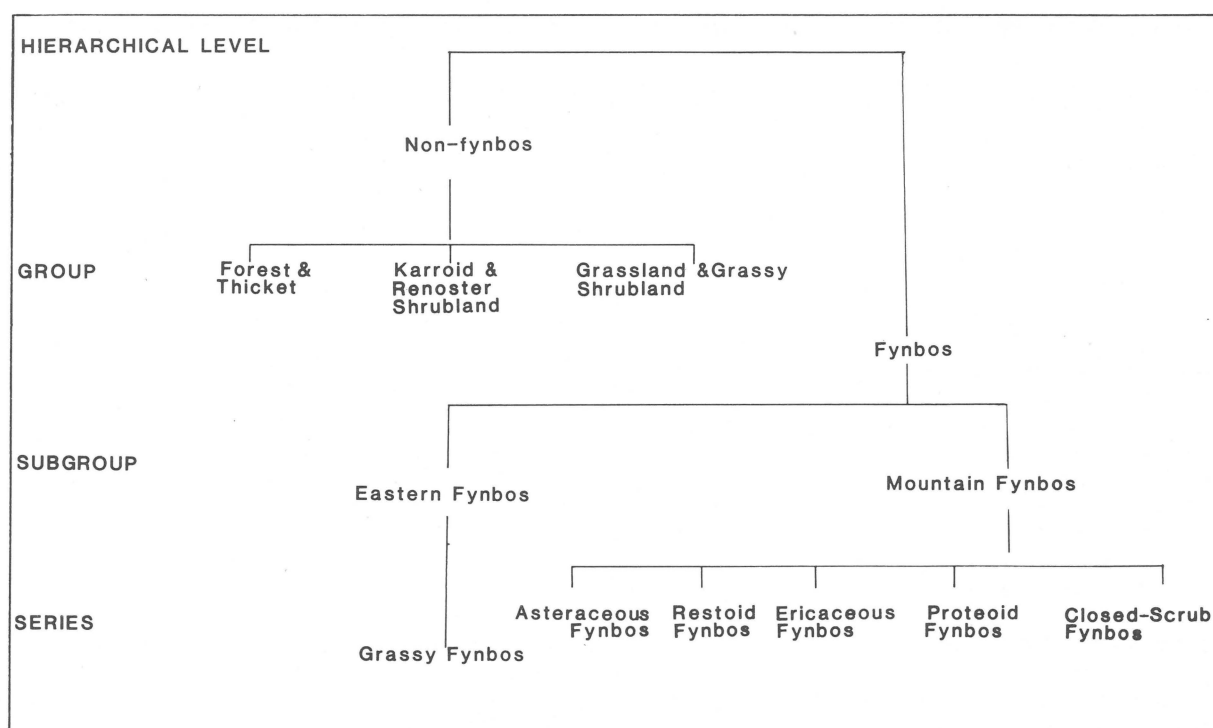 HIERARCHICAL LEVEL
Non-fynbos
GROUP
Forest &
Thicket
Karroid &
Renoster
Shrubland
Grassland &Grassy
Shrubland
Fynbos
SUBGROUP
Eastern Fynbos
Mountain Fynbos
SERIES
Grassy Fynbos
Asteraceous
Fynbos
Restoid
Fynbos
Ericaceous
Fynbos
Proteoid
Fynbos
Closed-Scrub
Fynbos